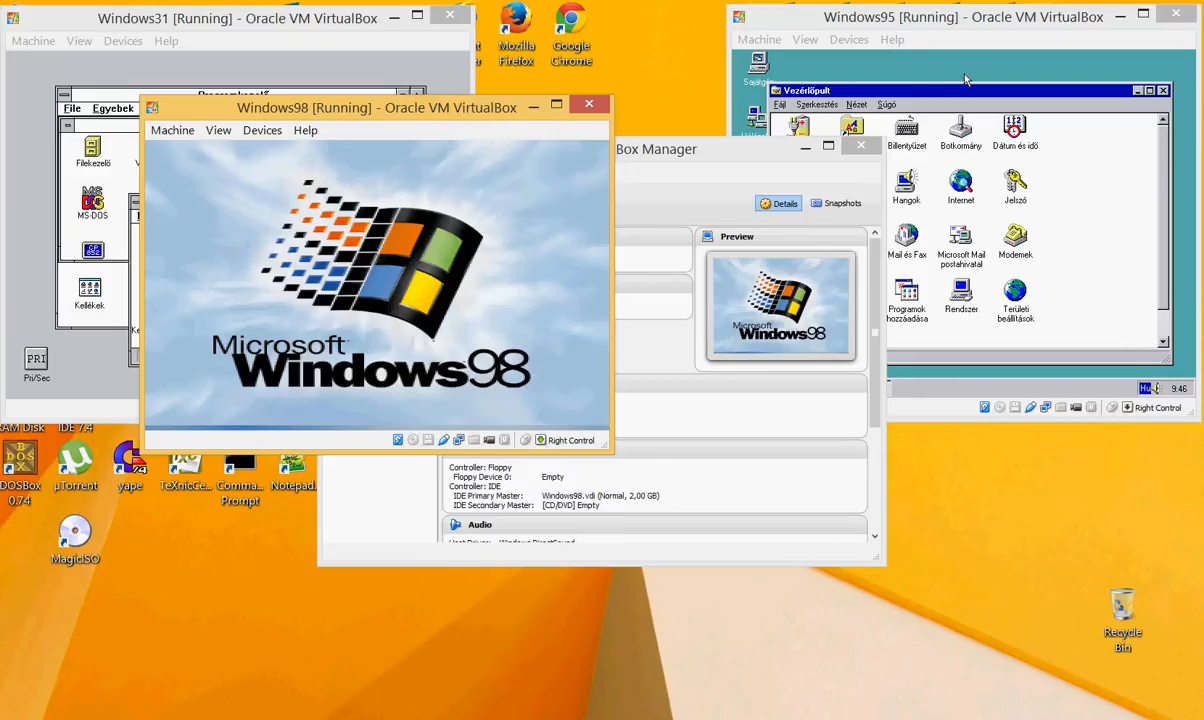 Windows31 [Running] - Oracle VM VirtualBox
Machine View Devices Help
File Egyebek
Filekezelő
MS-DOS
Kellékek
PRI
Pri/Sec
Mozilla
Firefox
Google
Chrome
Windows98 [Running] - Oracle VM VirtualBox
Machine View Devices Help
Microsoft
Windows98
Right Control
Box Manager
Details Snapshots
Preview
Microsoft
Windows98
Controller: Floppy
Floppy Device 0: Empty
Controller: IDE
IDE Primary Master: Windows98.vdi (Normal, 2,00 GB)
IDE Secondary Master: [CD/DVD] Empty
Audio
Windows95 [Running] - Oracle VM VirtualBox
Machine View Devices Help
Vezérlőpult
Fájl Szerkesztés Nézet Súgó
Billentyűzet Botkormány Dátum és idő
Hangok Internet Jelszó
Mail és Fax Microsoft Mail postahivatal Modemek
Programok hozzáadása Rendszer Területi beállítások
Hu 9:46
Right Control
RAM Disk IDE 7.4
DOSBox
0.74
µTorrent
yape
TeXnicCe...
Comma...
Prompt
Notepad.
MagicISO
Recycle
Bin